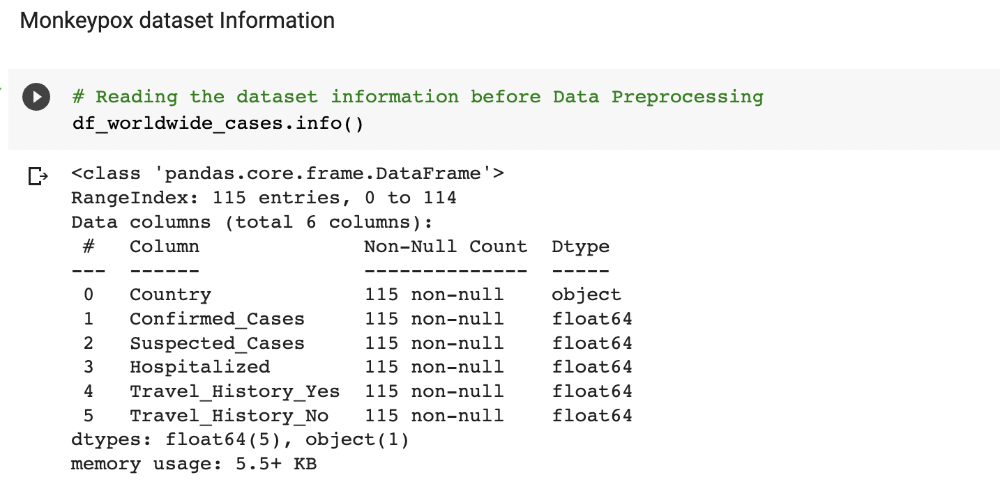 Monkeypox dataset Information
# Reading the dataset information before Data Preprocessing
df_worldwide_cases.info()
<class 'pandas.core.frame.DataFrame'>
RangeIndex: 115 entries, 0 to 114
Data columns (total 6 columns):
 #   Column              Non-Null Count  Dtype
---  ------              --------------  -----
 0   Country             115 non-null    object
 1   Confirmed_Cases     115 non-null    float64
 2   Suspected_Cases     115 non-null    float64
 3   Hospitalized        115 non-null    float64
 4   Travel_History_Yes  115 non-null    float64
 5   Travel_History_No   115 non-null    float64
dtypes: float64(5), object(1)
memory usage: 5.5+ KB